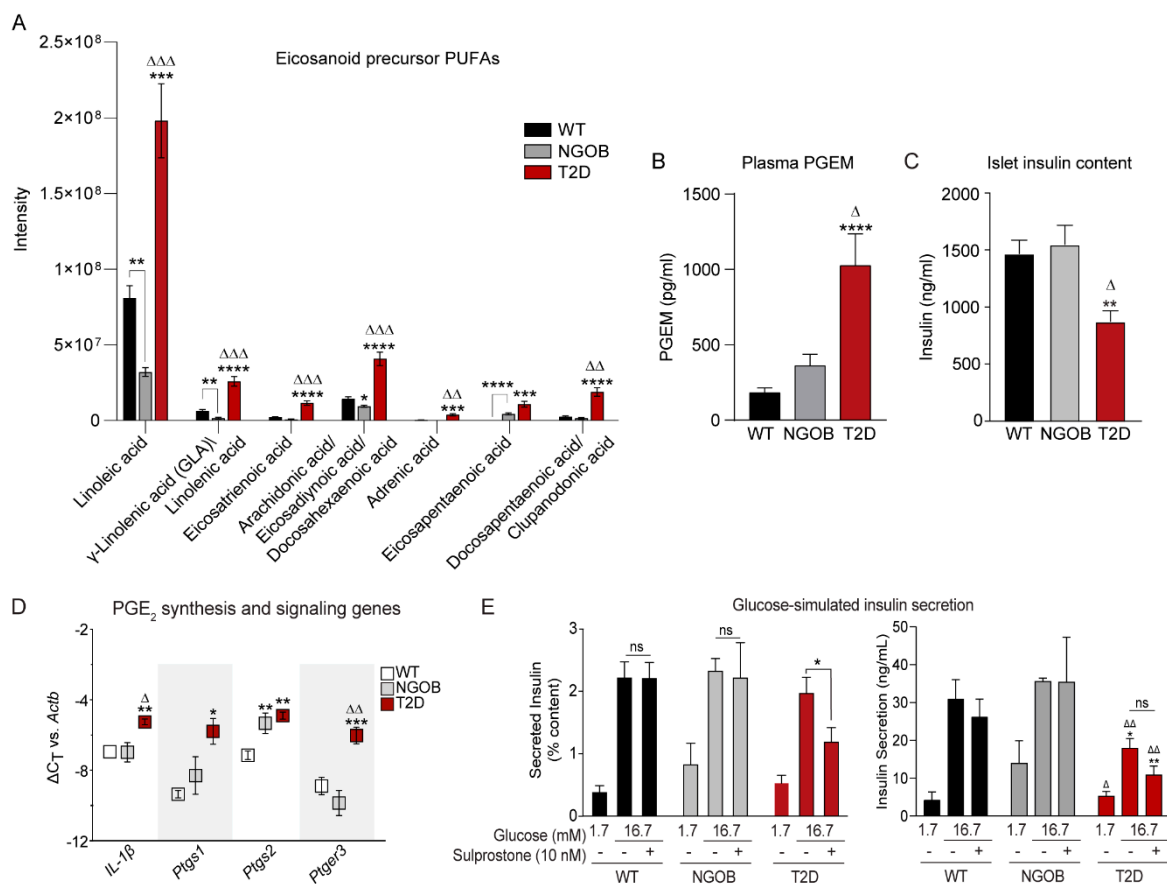 A
Eicosanoid precursor PUFAs
ΔΔΔ
***
**
**
ΔΔΔ
****
ΔΔΔ
****
*
ΔΔΔ
****
ΔΔ
***
****
***
ΔΔ
****
2.5×10⁸
2×10⁸
1.5×10⁸
1×10⁸
5×10⁷
0
Intensity
WT
NGOB
T2D
Linoleic acid
γ-Linolenic acid (GLA)\
Linolenic acid
Eicosatrienoic acid
Arachidonic acid/
Eicosadiynoic acid/
Docosahexaenoic acid
Adrenic acid
Eicosapentaenoic acid
Docosapentaenoic acid/
Clupanodonic acid
B
Plasma PGEM
Δ
****
1500
1000
500
0
PGEM (pg/ml)
WT NGOB T2D
C
Islet insulin content
Δ
**
2000
1500
1000
500
0
Insulin (ng/ml)
WT NGOB T2D
D
PGE₂ synthesis and signaling genes
-2
-4
-8
-12
ΔCT vs. Actb
WT
NGOB
T2D
Δ
**
*
**
**
ΔΔ
***
IL-1β
Ptgs1
Ptgs2
Ptger3
E
Glucose-simulated insulin secretion
3
2
1
0
Secreted Insulin
(% content)
ns
ns
*
Glucose (mM) 1.7 16.7 1.7 16.7 1.7 16.7
Sulprostone (10 nM) - - + - - + - - +
WT NGOB T2D
50
40
30
20
10
0
Insulin Secretion (ng/mL)
ns
Δ
ΔΔ
*
ΔΔ
**
1.7 16.7 1.7 16.7 1.7 16.7
- - + - - + - - +
WT NGOB T2D